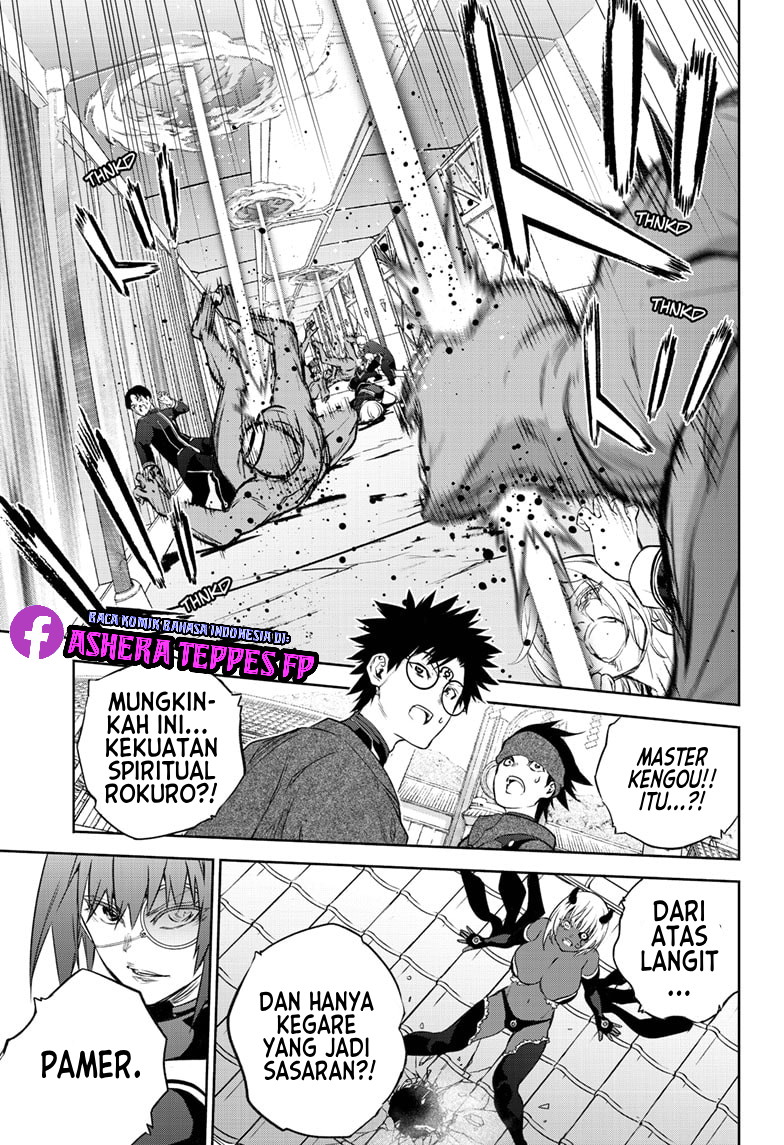 THNKD
THNKD
THNKD
THNKD
BACA KOMIK BAHASA INDONESIA DI:
f ASHERA TEPPES FP
MASTER
KENGOU!!
ITU...?!
MUNGKIN-
KAH INI...
KEKUATAN
SPIRITUAL
ROKURO?!
DARI
ATAS
LANGIT
...
DAN HANYA
KEGARE
YANG JADI
SASARAN?!
PAMER.